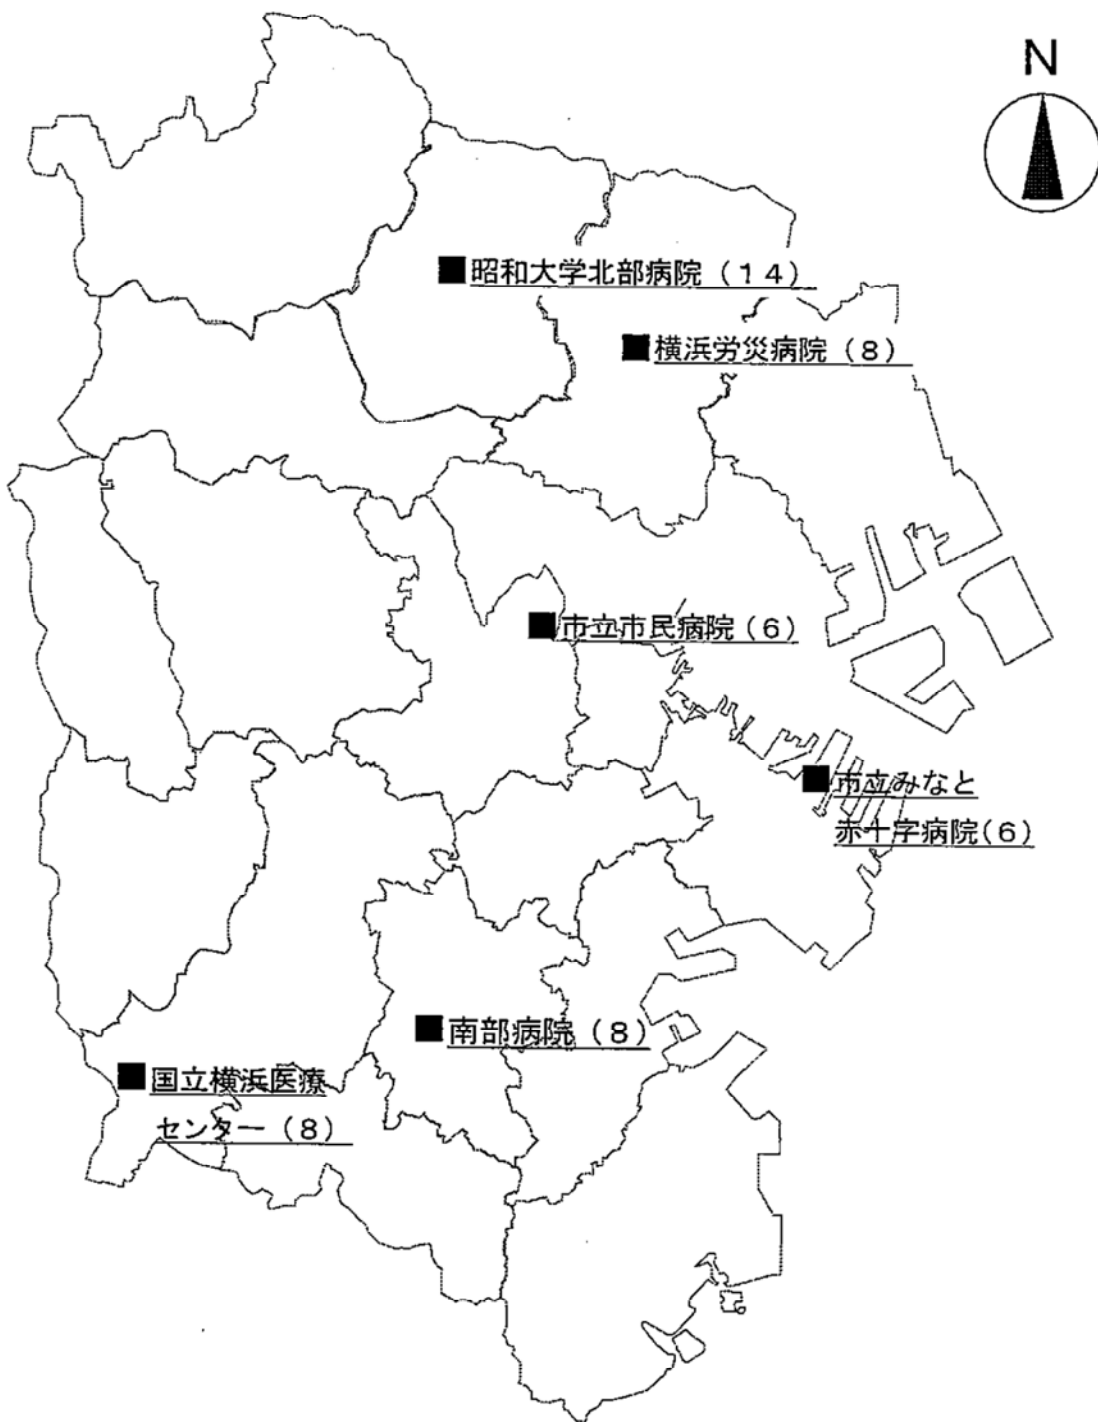 N
■昭和大学北部病院（14）
■横浜労災病院（8）
■市立市民病院（6）
■市立みなと
赤十字病院（6）
■南部病院（8）
■国立横浜医療
センター（8）